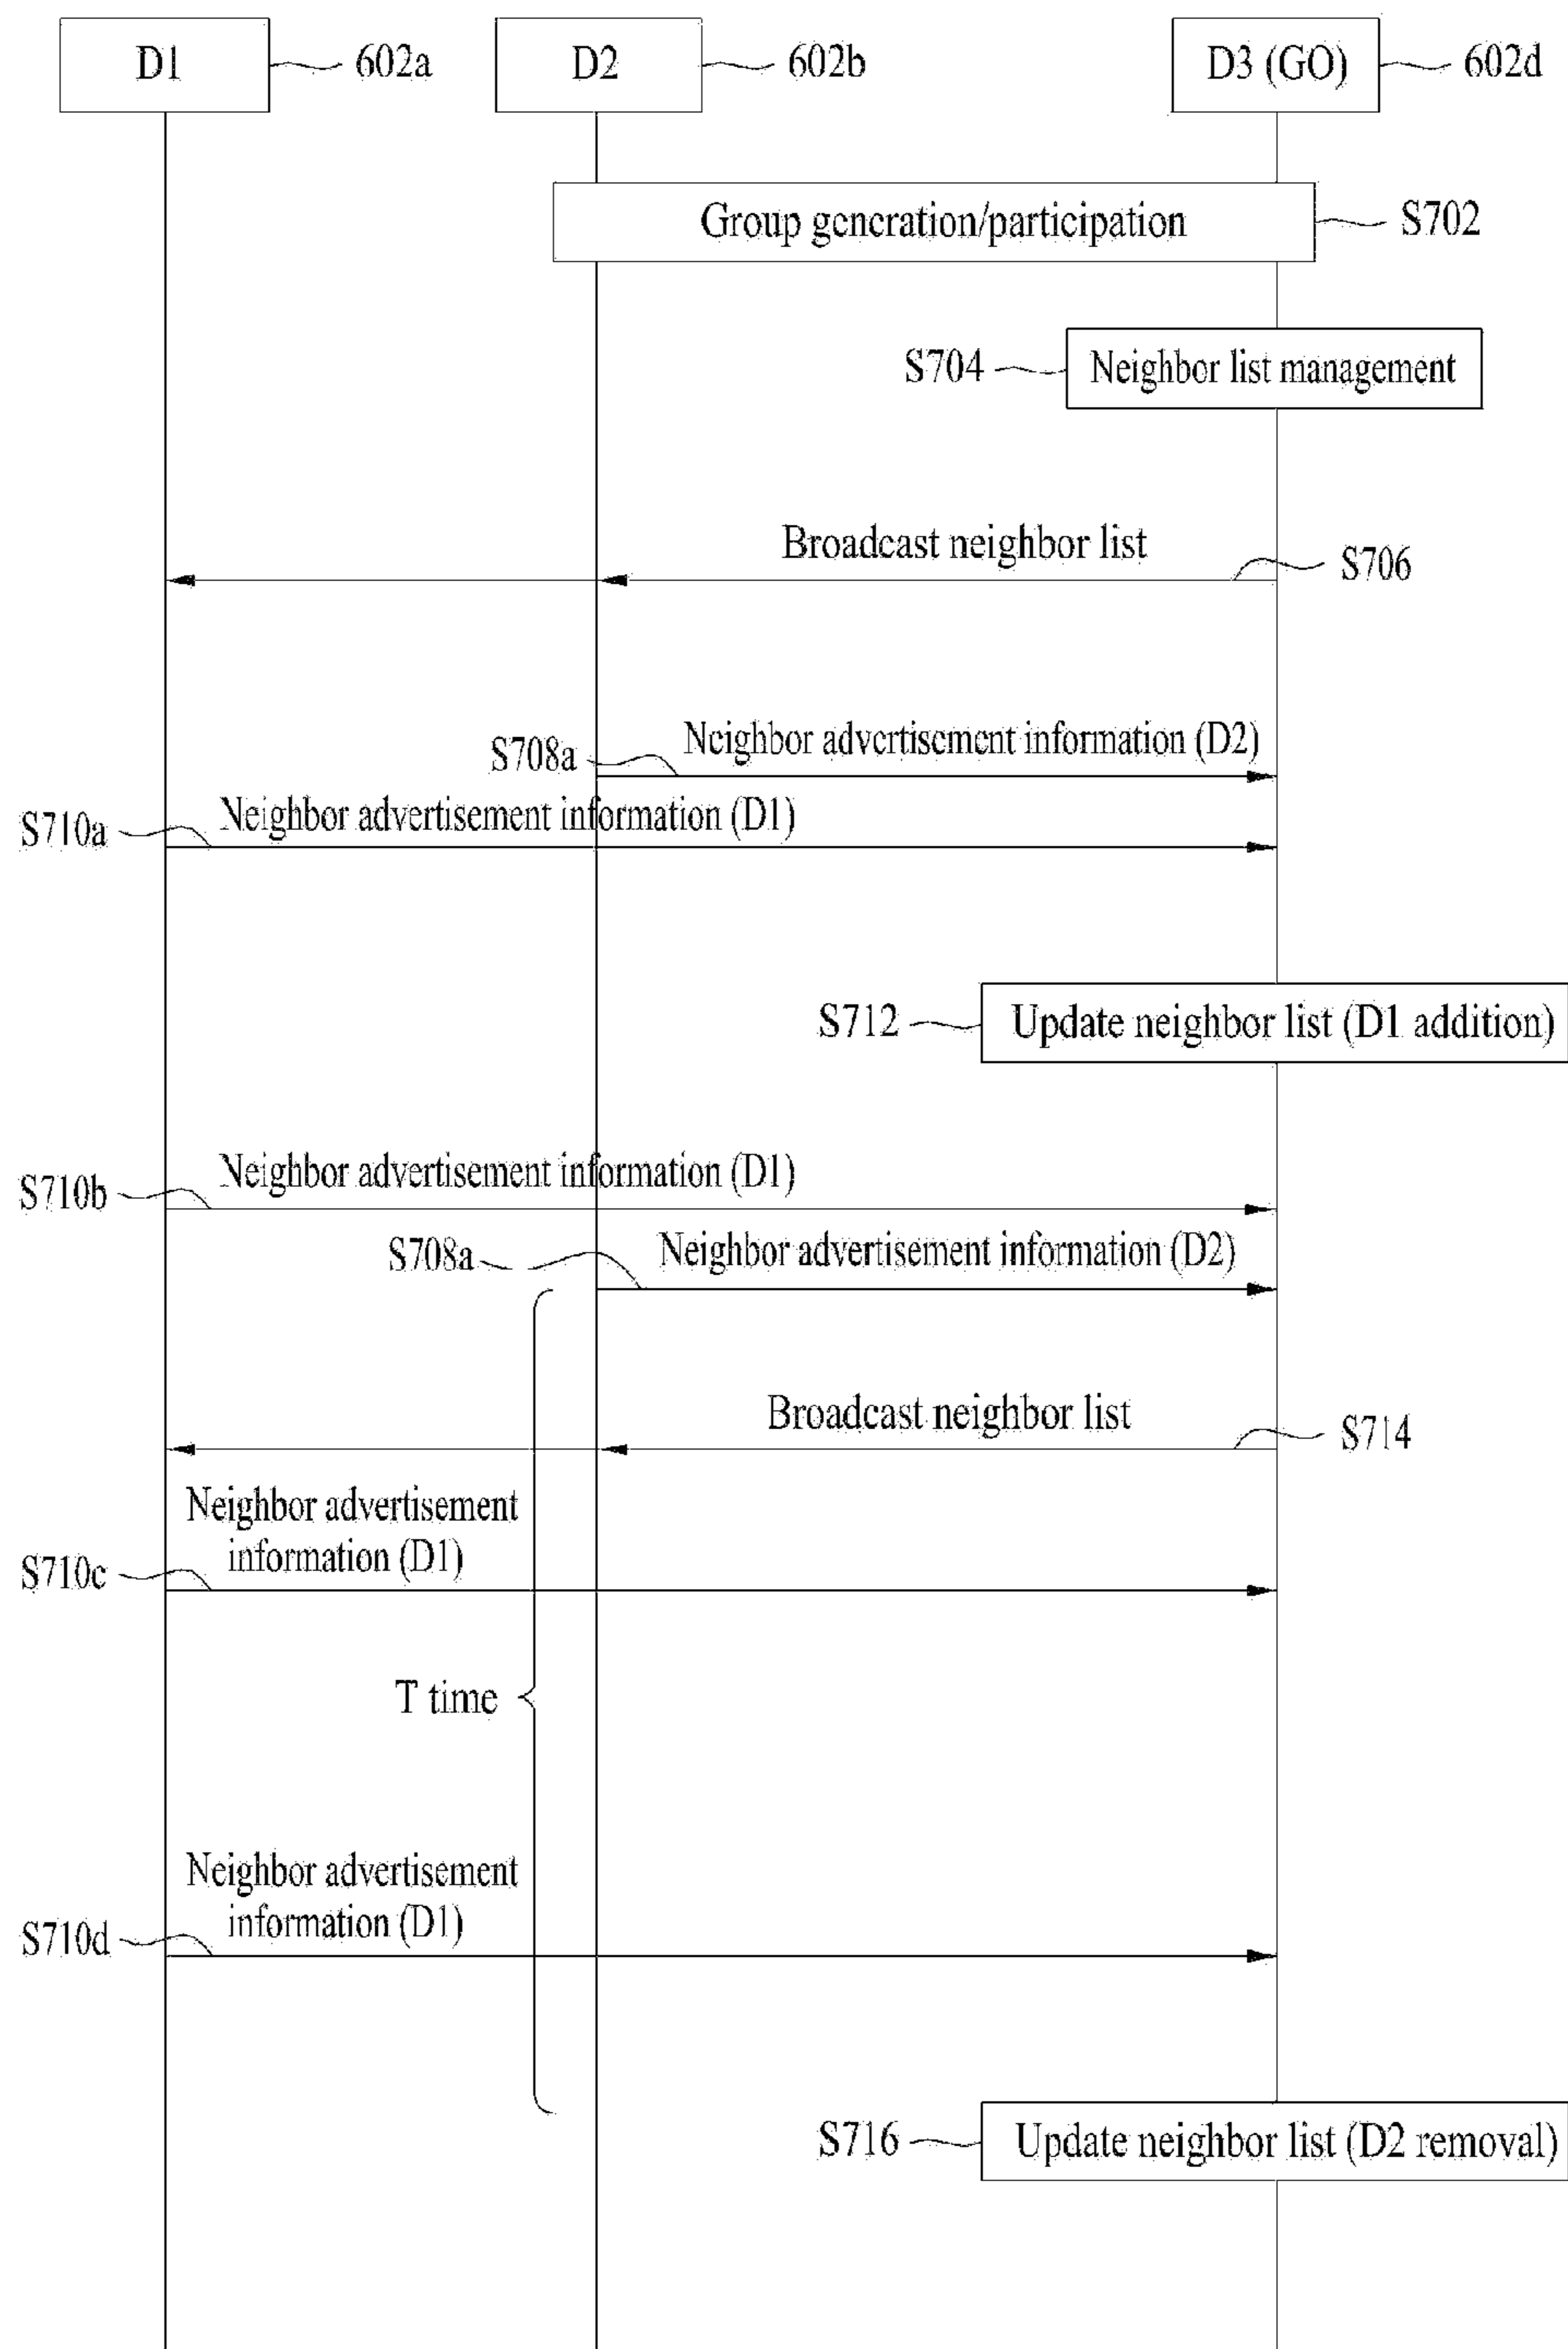 D1
602a
D2
602b
D3 (GO)
602d
Group generation/participation
S702
S704
Neighbor list management
Broadcast neighbor list
S706
S708a
Neighbor advertisement information (D2)
S710a
Neighbor advertisement information (D1)
S712
Update neighbor list (D1 addition)
S710b
Neighbor advertisement information (D1)
S708a
Neighbor advertisement information (D2)
Broadcast neighbor list
S714
Neighbor advertisement
information (D1)
S710c
T time
Neighbor advertisement
information (D1)
S710d
S716
Update neighbor list (D2 removal)